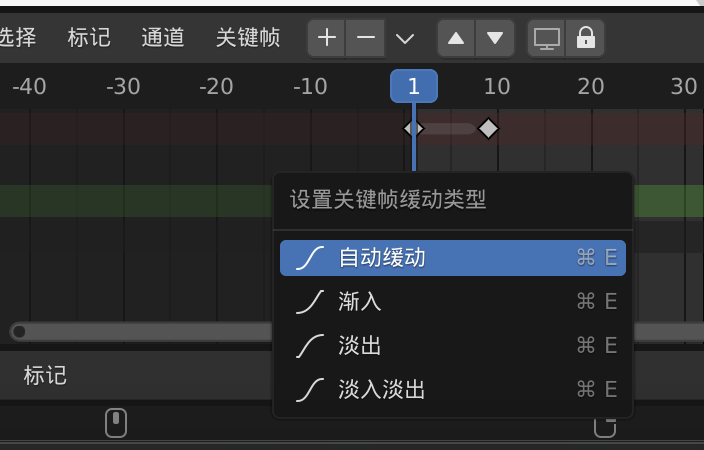 选择 标记 通道 关键帧
-40 -30 -20 -10 1 10 20 30
设置关键帧缓动类型
自动缓动 ⌘ E
渐入 ⌘ E
淡出 ⌘ E
淡入淡出 ⌘ E
标记